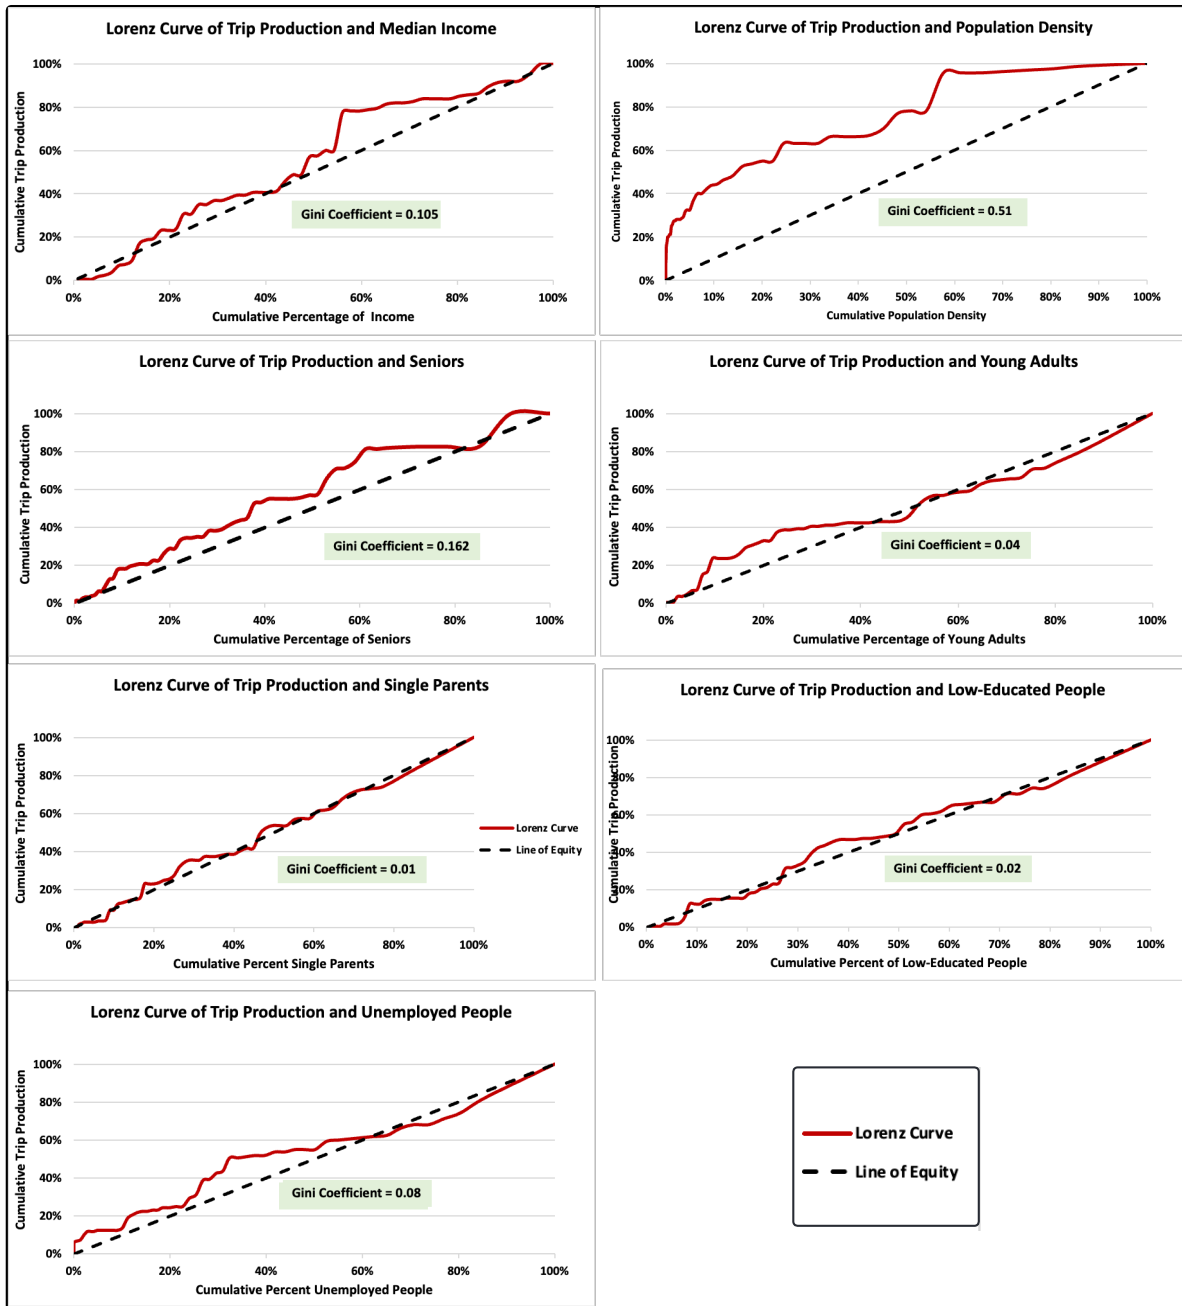 Lorenz Curve of Trip Production and Median Income
Cumulative Trip Production
100%
80%
60%
40%
20%
0%
Gini Coefficient = 0.105
0% 20% 40% 60% 80% 100%
Cumulative Percentage of Income
Lorenz Curve of Trip Production and Population Density
Cumulative Trip Production
100%
80%
60%
40%
20%
0%
Gini Coefficient = 0.51
0% 10% 20% 30% 40% 50% 60% 70% 80% 90% 100%
Cumulative Population Density
Lorenz Curve of Trip Production and Seniors
Cumulative Trip Production
100%
80%
60%
40%
20%
0%
Gini Coefficient = 0.162
0% 20% 40% 60% 80% 100%
Cumulative Percentage of Seniors
Lorenz Curve of Trip Production and Young Adults
Cumulative Trip Production
100%
80%
60%
40%
20%
0%
Gini Coefficient = 0.04
0% 20% 40% 60% 80% 100%
Cumulative Percentage of Young Adults
Lorenz Curve of Trip Production and Single Parents
Cumulative Trip Production
100%
80%
60%
40%
20%
0%
Lorenz Curve
Line of Equity
Gini Coefficient = 0.01
0% 20% 40% 60% 80% 100%
Cumulative Percent Single Parents
Lorenz Curve of Trip Production and Low-Educated People
Cumulative Trip Production
100%
80%
60%
40%
20%
0%
Gini Coefficient = 0.02
0% 10% 20% 30% 40% 50% 60% 70% 80% 90% 100%
Cumulative Percent of Low-Educated People
Lorenz Curve of Trip Production and Unemployed People
Cumulative Trip Production
100%
80%
60%
40%
20%
0%
Gini Coefficient = 0.08
0% 20% 40% 60% 80% 100%
Cumulative Percent Unemployed People
Lorenz Curve
Line of Equity